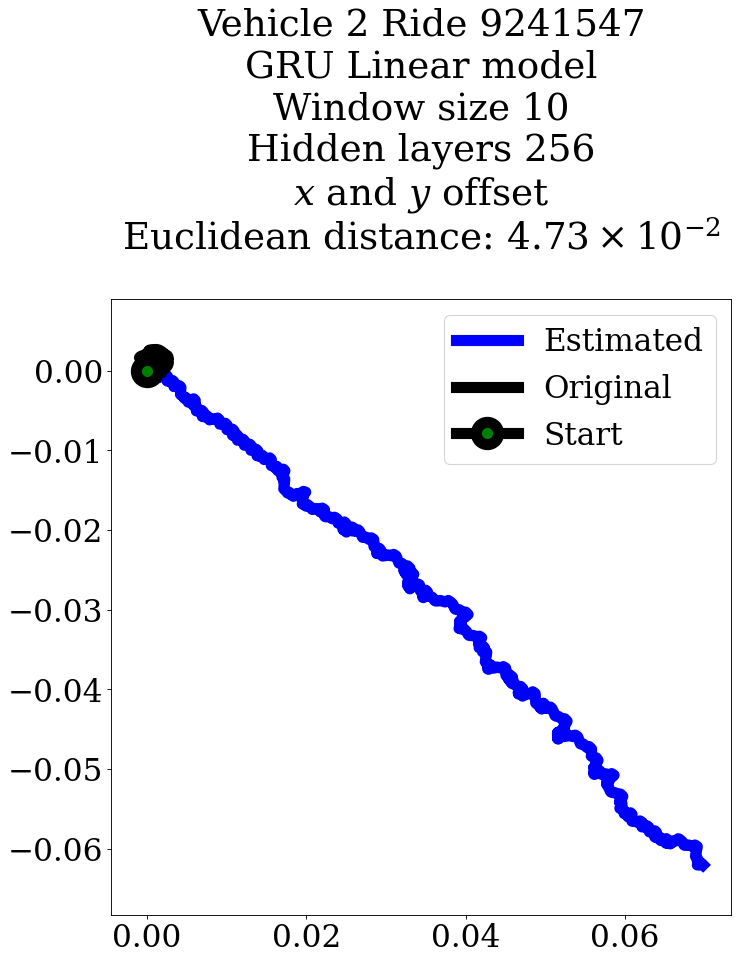 Vehicle 2 Ride 9241547
GRU Linear model
Window size 10
Hidden layers 256
x and y offset
Euclidean distance: 4.73 × 10⁻²
Estimated
Original
Start
0.00
−0.01
−0.02
−0.03
−0.04
−0.05
−0.06
0.00 0.02 0.04 0.06